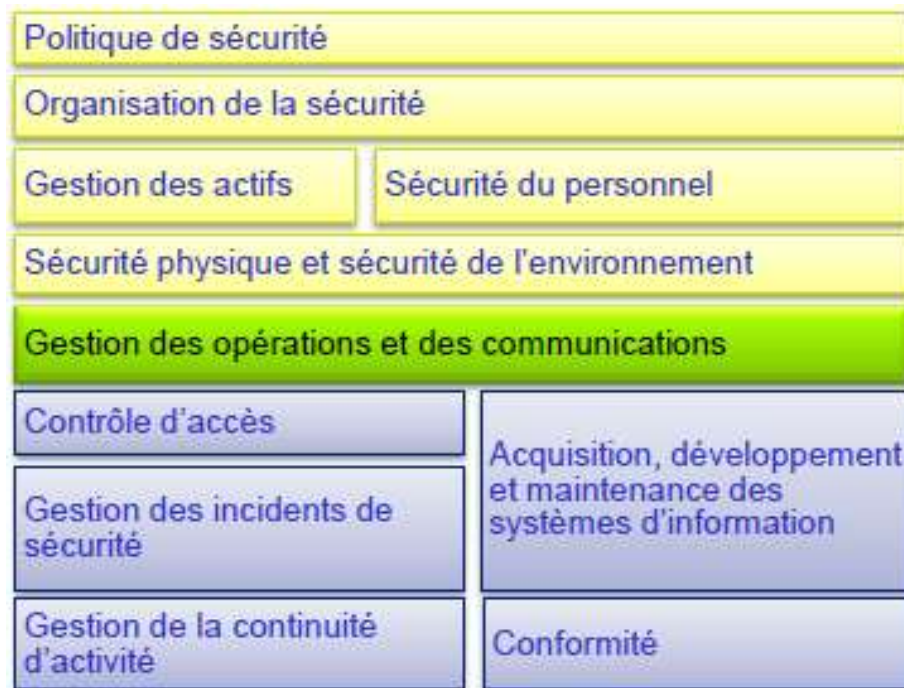 Politique de sécurité
Organisation de la sécurité
Gestion des actifs
Sécurité du personnel
Sécurité physique et sécurité de l'environnement
Gestion des opérations et des communications
Contrôle d'accès
Acquisition, développement
et maintenance des
systèmes d'information
Gestion des incidents de
sécurité
Gestion de la continuité
d'activité
Conformité